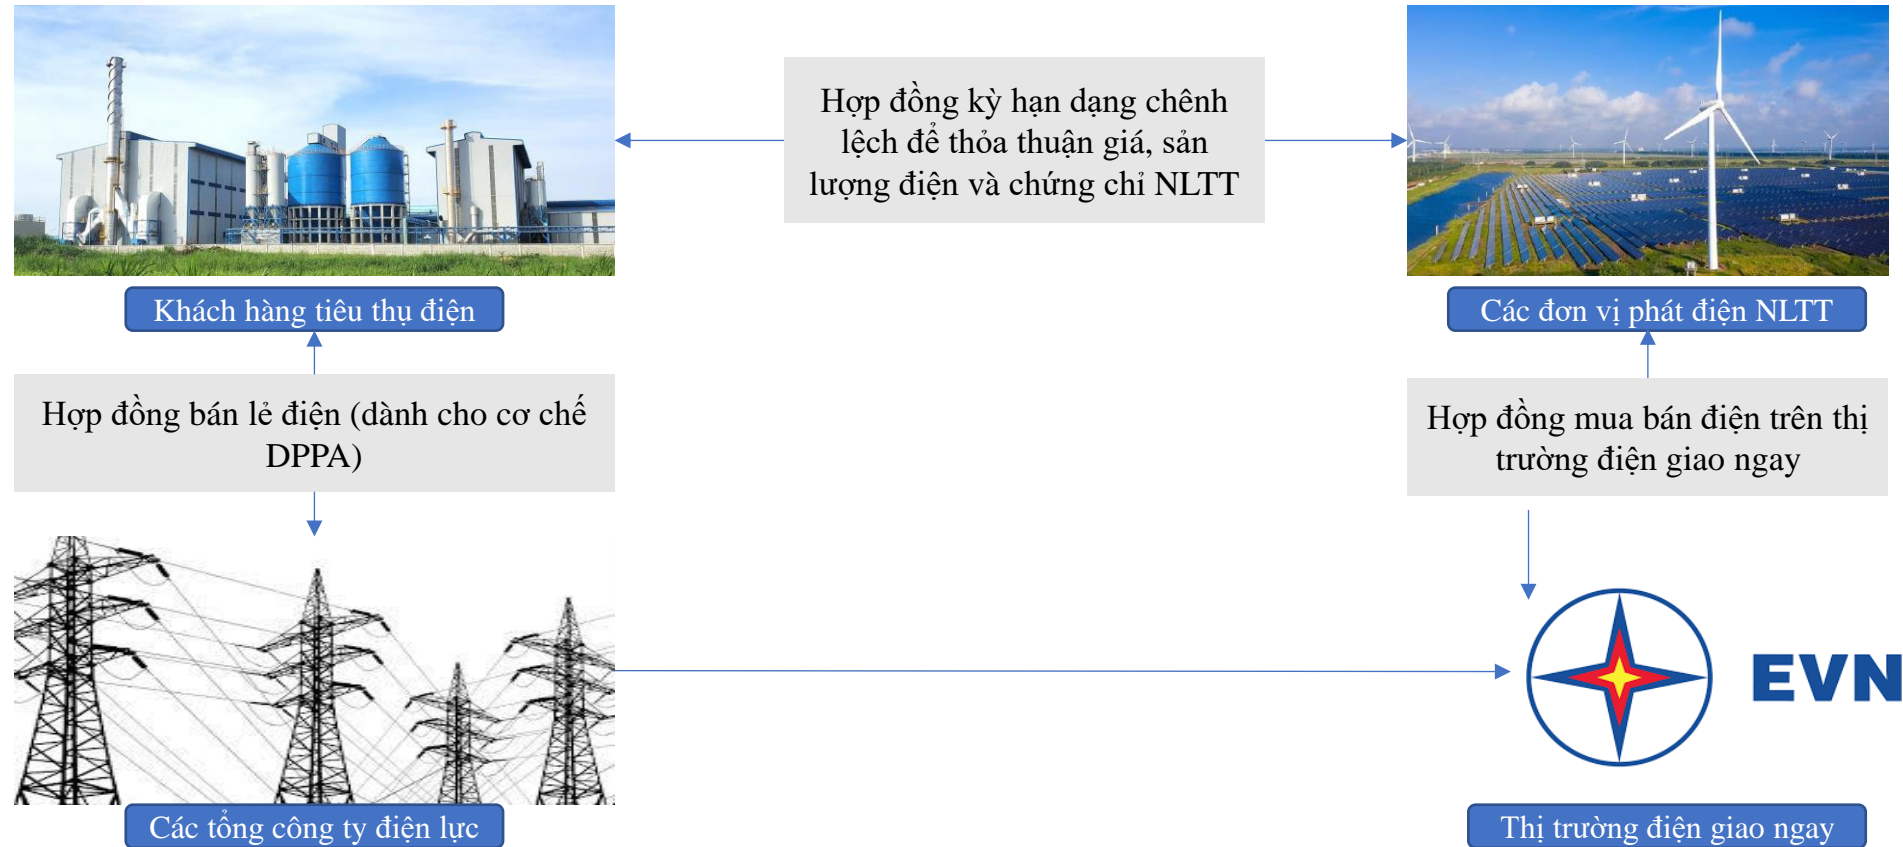 Hợp đồng kỳ hạn dạng chênh
lệch để thỏa thuận giá, sản
lượng điện và chứng chỉ NLTT
Khách hàng tiêu thụ điện
Các đơn vị phát điện NLTT
Hợp đồng bán lẻ điện (dành cho cơ chế
DPPA)
Hợp đồng mua bán điện trên thị
trường điện giao ngay
EVN
Các tổng công ty điện lực
Thị trường điện giao ngay